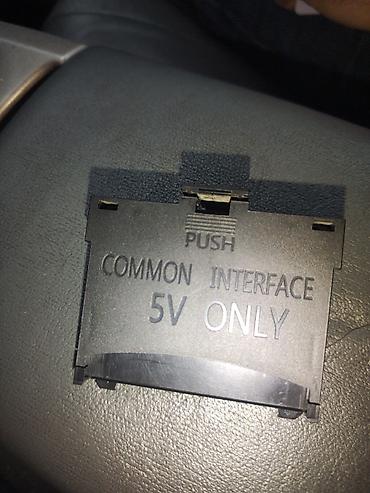 PUSH
COMMON INTERFACE
5V ONLY